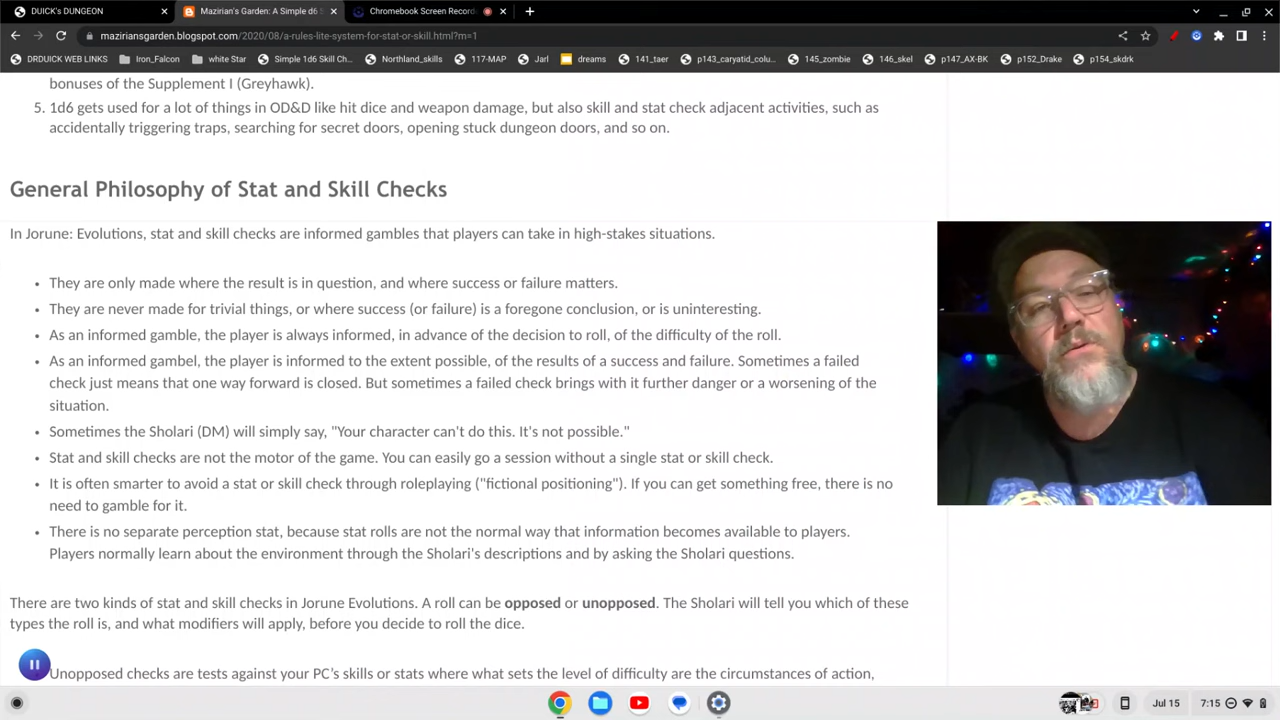 DUICK's DUNGEON
Mazirian's Garden: A Simple d6 S
Chromebook Screen Record
maziriansgarden.blogspot.com/2020/08/a-rules-lite-system-for-stat-or-skill.html?m=1
DRDUICK WEB LINKS
Iron_Falcon
white Star
Simple 1d6 Skill Ch...
Northland_skills
117-MAP
Jarl
dreams
141_taer
p143_caryatid_colu...
145_zombie
146_skel
p147_AX-BK
p152_Drake
p154_skdrk
bonuses of the Supplement I (Greyhawk).
5. 1d6 gets used for a lot of things in OD&D like hit dice and weapon damage, but also skill and stat check adjacent activities, such as
accidentally triggering traps, searching for secret doors, opening stuck dungeon doors, and so on.
General Philosophy of Stat and Skill Checks
In Jorune: Evolutions, stat and skill checks are informed gambles that players can take in high-stakes situations.
• They are only made where the result is in question, and where success or failure matters.
• They are never made for trivial things, or where success (or failure) is a foregone conclusion, or is uninteresting.
• As an informed gamble, the player is always informed, in advance of the decision to roll, of the difficulty of the roll.
• As an informed gambel, the player is informed to the extent possible, of the results of a success and failure. Sometimes a failed
check just means that one way forward is closed. But sometimes a failed check brings with it further danger or a worsening of the
situation.
• Sometimes the Sholari (DM) will simply say, "Your character can't do this. It's not possible."
• Stat and skill checks are not the motor of the game. You can easily go a session without a single stat or skill check.
• It is often smarter to avoid a stat or skill check through roleplaying ("fictional positioning"). If you can get something free, there is no
need to gamble for it.
• There is no separate perception stat, because stat rolls are not the normal way that information becomes available to players.
Players normally learn about the environment through the Sholari's descriptions and by asking the Sholari questions.
There are two kinds of stat and skill checks in Jorune Evolutions. A roll can be opposed or unopposed. The Sholari will tell you which of these
types the roll is, and what modifiers will apply, before you decide to roll the dice.
Unopposed checks are tests against your PC's skills or stats where what sets the level of difficulty are the circumstances of action,
Jul 15
7:15